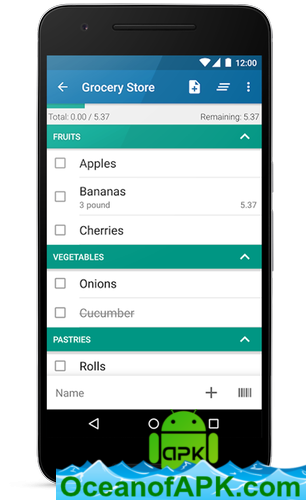 12:00
Grocery Store
Total: 0.00 / 5.37 Remaining: 5.37
FRUITS
Apples
Bananas
3 pound 5.37
Cherries
VEGETABLES
Onions
Cucumber
PASTRIES
Rolls
Name
APK
OceanofAPK.com